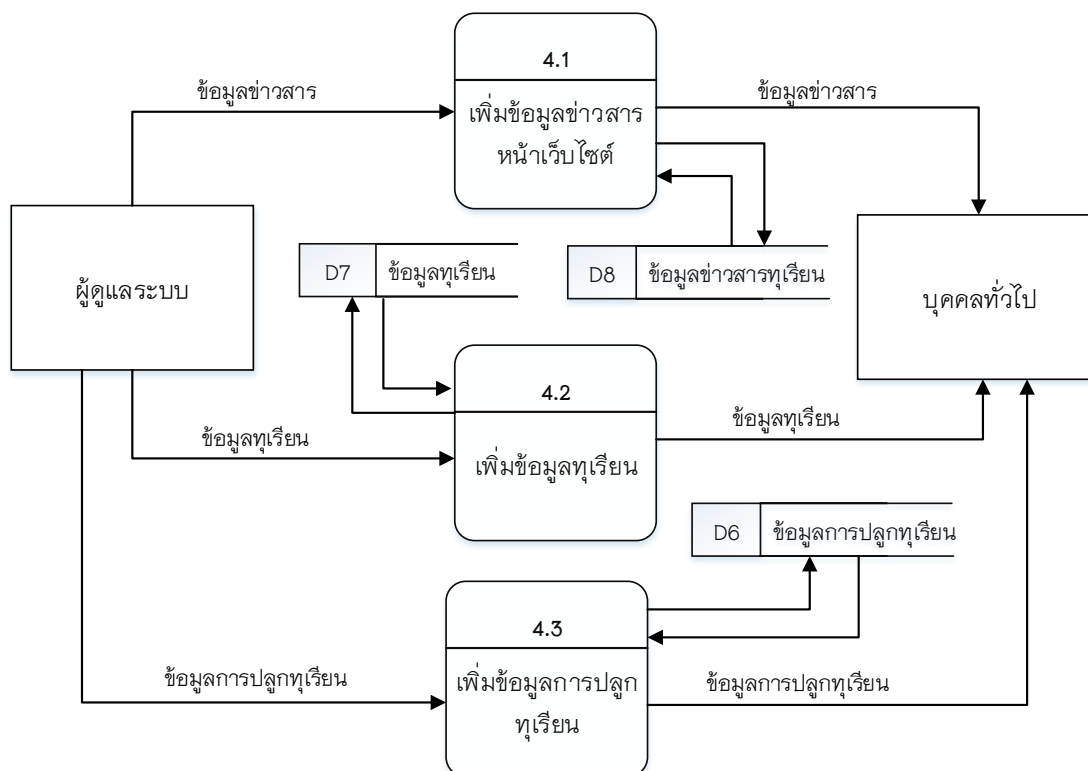 4.1
ข้อมูลข่าวสาร
เพิ่มข้อมูลข่าวสาร
หน้าเว็บไซต์
ข้อมูลข่าวสาร
D7
ข้อมูลทุเรียน
D8
ข้อมูลข่าวสารทุเรียน
ผู้ดูแลระบบ
บุคคลทั่วไป
4.2
ข้อมูลทุเรียน
เพิ่มข้อมูลทุเรียน
ข้อมูลทุเรียน
D6
ข้อมูลการปลูกทุเรียน
4.3
ข้อมูลการปลูกทุเรียน
เพิ่มข้อมูลการปลูก
ทุเรียน
ข้อมูลการปลูกทุเรียน